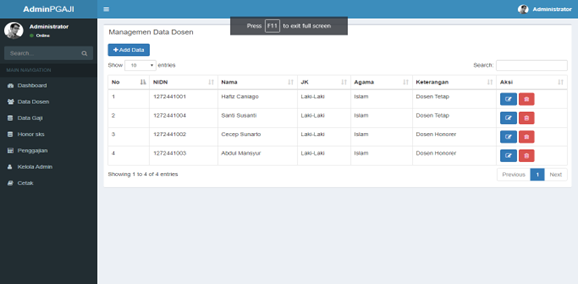 AdminPGAJI
Administrator
Press F11 to exit full screen
Administrator
Online
Search...
MAIN NAVIGATION
Dashboard
Data Dosen
Data Gaji
Honor sks
Penggajian
Kelola Admin
Cetak
Managemen Data Dosen
+Add Data
Show 10 entries
Search:
No NIDN Nama JK Agama Keterangan Aksi
1 1272441001 Hafiz Caniago Laki-Laki Islam Dosen Tetap
2 1272441004 Santi Susanti Laki-Laki Islam Dosen Tetap
3 1272441002 Cecep Sunarto Laki-Laki Islam Dosen Honorer
4 1272441003 Abdul Mansyur Laki-Laki Islam Dosen Honorer
Showing 1 to 4 of 4 entries
Previous 1 Next